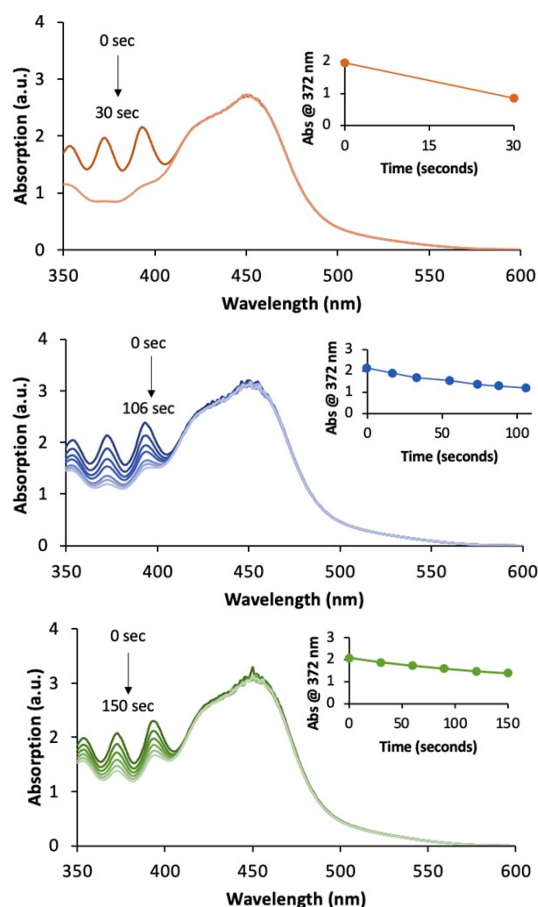 0 sec
30 sec
Absorption (a.u.)
4
3
2
1
0
350 400 450 500 550 600
Wavelength (nm)
Abs @ 372 nm
2
1
0
0 15 30
Time (seconds)
0 sec
106 sec
Absorption (a.u.)
4
3
2
1
0
350 400 450 500 550 600
Wavelength (nm)
Abs @ 372 nm
3
2
1
0
0 50 100
Time (seconds)
0 sec
150 sec
Absorption (a.u.)
4
3
2
1
0
350 400 450 500 550 600
Wavelength (nm)
Abs @ 372 nm
3
2
1
0
0 50 100 150
Time (seconds)